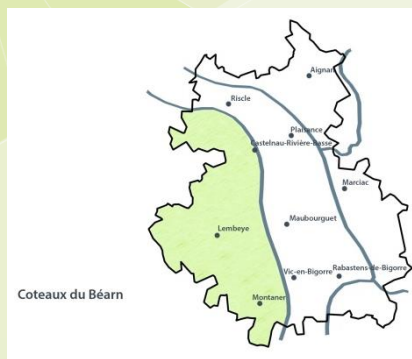 Aignan
Riscle
Plaisance
Castelnau-Rivière-Basse
Marciac
Maubourguet
Lembeye
Vic-en-Bigorre
Rabastens-de-Bigorre
Coteaux du Béarn
Montaner